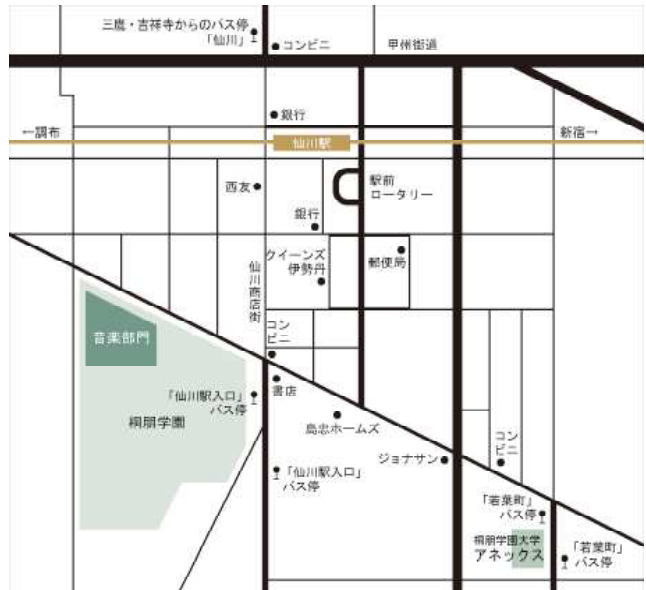 三鷹・吉祥寺からのバス停
「仙川」
コンビニ
甲州街道
銀行
←調布
仙川駅
新宿→
西友
駅前
ロータリー
銀行
クイーンズ
伊勢丹
郵便局
仙川商店街
コン
ビニ
音楽部門
書店
「仙川駅入口」
バス停
桐朋学園
島忠ホームズ
コン
ビニ
ジョナサン
「仙川駅入口」
バス停
「若葉町」
バス停
桐朋学園大学
アネックス
「若葉町」
バス停